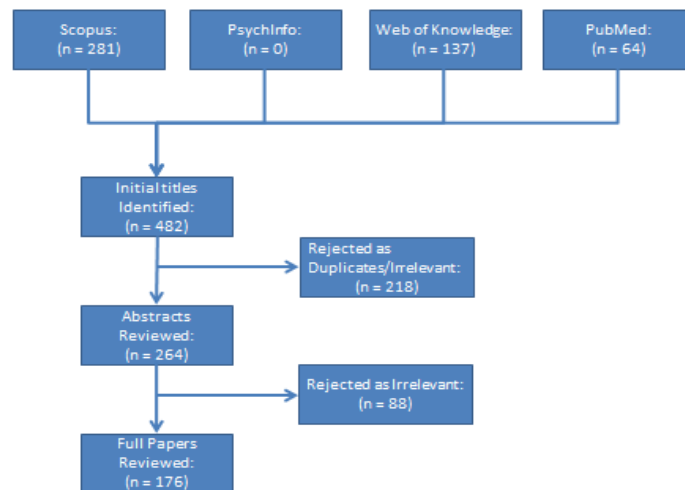 Scopus:
(n = 281)
PsychInfo:
(n = 0)
Web of Knowledge:
(n = 137)
PubMed:
(n = 64)
Initial titles
Identified:
(n = 482)
Rejected as
Duplicates/Irrelevant:
(n = 218)
Abstracts
Reviewed:
(n = 264)
Rejected as Irrelevant:
(n = 88)
Full Papers
Reviewed:
(n = 176)